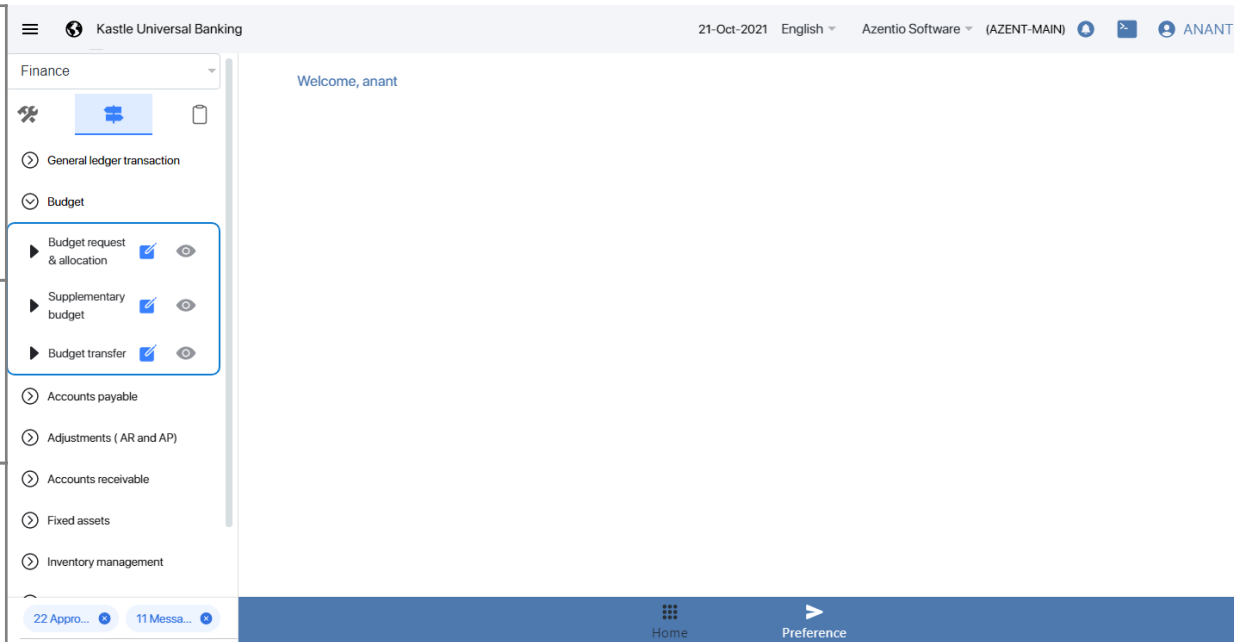 Kastle Universal Banking
21-Oct-2021 English Azentio Software (AZENT-MAIN) ANANT
Finance
Welcome, anant
General ledger transaction
Budget
Budget request
& allocation
Supplementary
budget
Budget transfer
Accounts payable
Adjustments ( AR and AP)
Accounts receivable
Fixed assets
Inventory management
22 Appro... 11 Messa...
Home
Preference